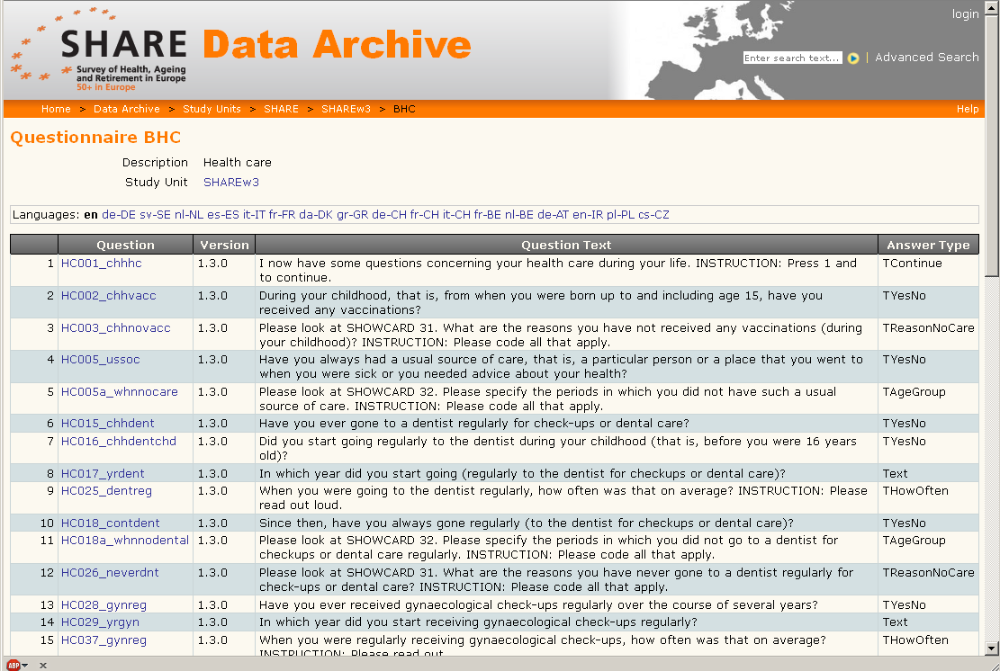 login
SHARE Data Archive
Survey of Health, Ageing
and Retirement in Europe
50+ in Europe
Enter search text... | Advanced Search
Home > Data Archive > Study Units > SHARE > SHAREw3 > BHC Help
Questionnaire BHC
Description Health care
Study Unit SHAREw3
Languages: en de-DE sv-SE nl-NL es-ES it-IT fr-FR da-DK gr-GR de-CH fr-CH it-CH fr-BE nl-BE de-AT en-IR pl-PL cs-CZ
Question Version Question Text Answer Type
1 HC001_chhhc 1.3.0 I now have some questions concerning your health care during your life. INSTRUCTION: Press 1 and TContinue
to continue.
2 HC002_chhvacc 1.3.0 During your childhood, that is, from when you were born up to and including age 15, have you TYesNo
received any vaccinations?
3 HC003_chhnovacc 1.3.0 Please look at SHOWCARD 31. What are the reasons you have not received any vaccinations (during TReasonNoCare
your childhood)? INSTRUCTION: Please code all that apply.
4 HC005_ussoc 1.3.0 Have you always had a usual source of care, that is, a particular person or a place that you went to TYesNo
when you were sick or you needed advice about your health?
5 HC005a_whnnocare 1.3.0 Please look at SHOWCARD 32. Please specify the periods in which you did not have such a usual TAgeGroup
source of care. INSTRUCTION: Please code all that apply.
6 HC015_chhdent 1.3.0 Have you ever gone to a dentist regularly for check-ups or dental care? TYesNo
7 HC016_chhdentchd 1.3.0 Did you start going regularly to the dentist during your childhood (that is, before you were 16 years TYesNo
old)?
8 HC017_yrdent 1.3.0 In which year did you start going (regularly to the dentist for checkups or dental care)? Text
9 HC025_dentreg 1.3.0 When you were going to the dentist regularly, how often was that on average? INSTRUCTION: Please THowOften
read out loud.
10 HC018_contdent 1.3.0 Since then, have you always gone regularly (to the dentist for checkups or dental care)? TYesNo
11 HC018a_whnnodental 1.3.0 Please look at SHOWCARD 32. Please specify the periods in which you did not go to a dentist for TAgeGroup
checkups or dental care regularly. INSTRUCTION: Please code all that apply.
12 HC026_neverdnt 1.3.0 Please look at SHOWCARD 31. What are the reasons you have never gone to a dentist regularly for TReasonNoCare
check-ups or dental care? INSTRUCTION: Please code all that apply.
13 HC028_gynreg 1.3.0 Have you ever received gynaecological check-ups regularly over the course of several years? TYesNo
14 HC029_yrgyn 1.3.0 In which year did you start receiving gynaecological check-ups regularly? Text
15 HC037_gynreg 1.3.0 When you were regularly receiving gynaecological check-ups, how often was that on average? THowOften
INSTRUCTION: Please read out
ABP